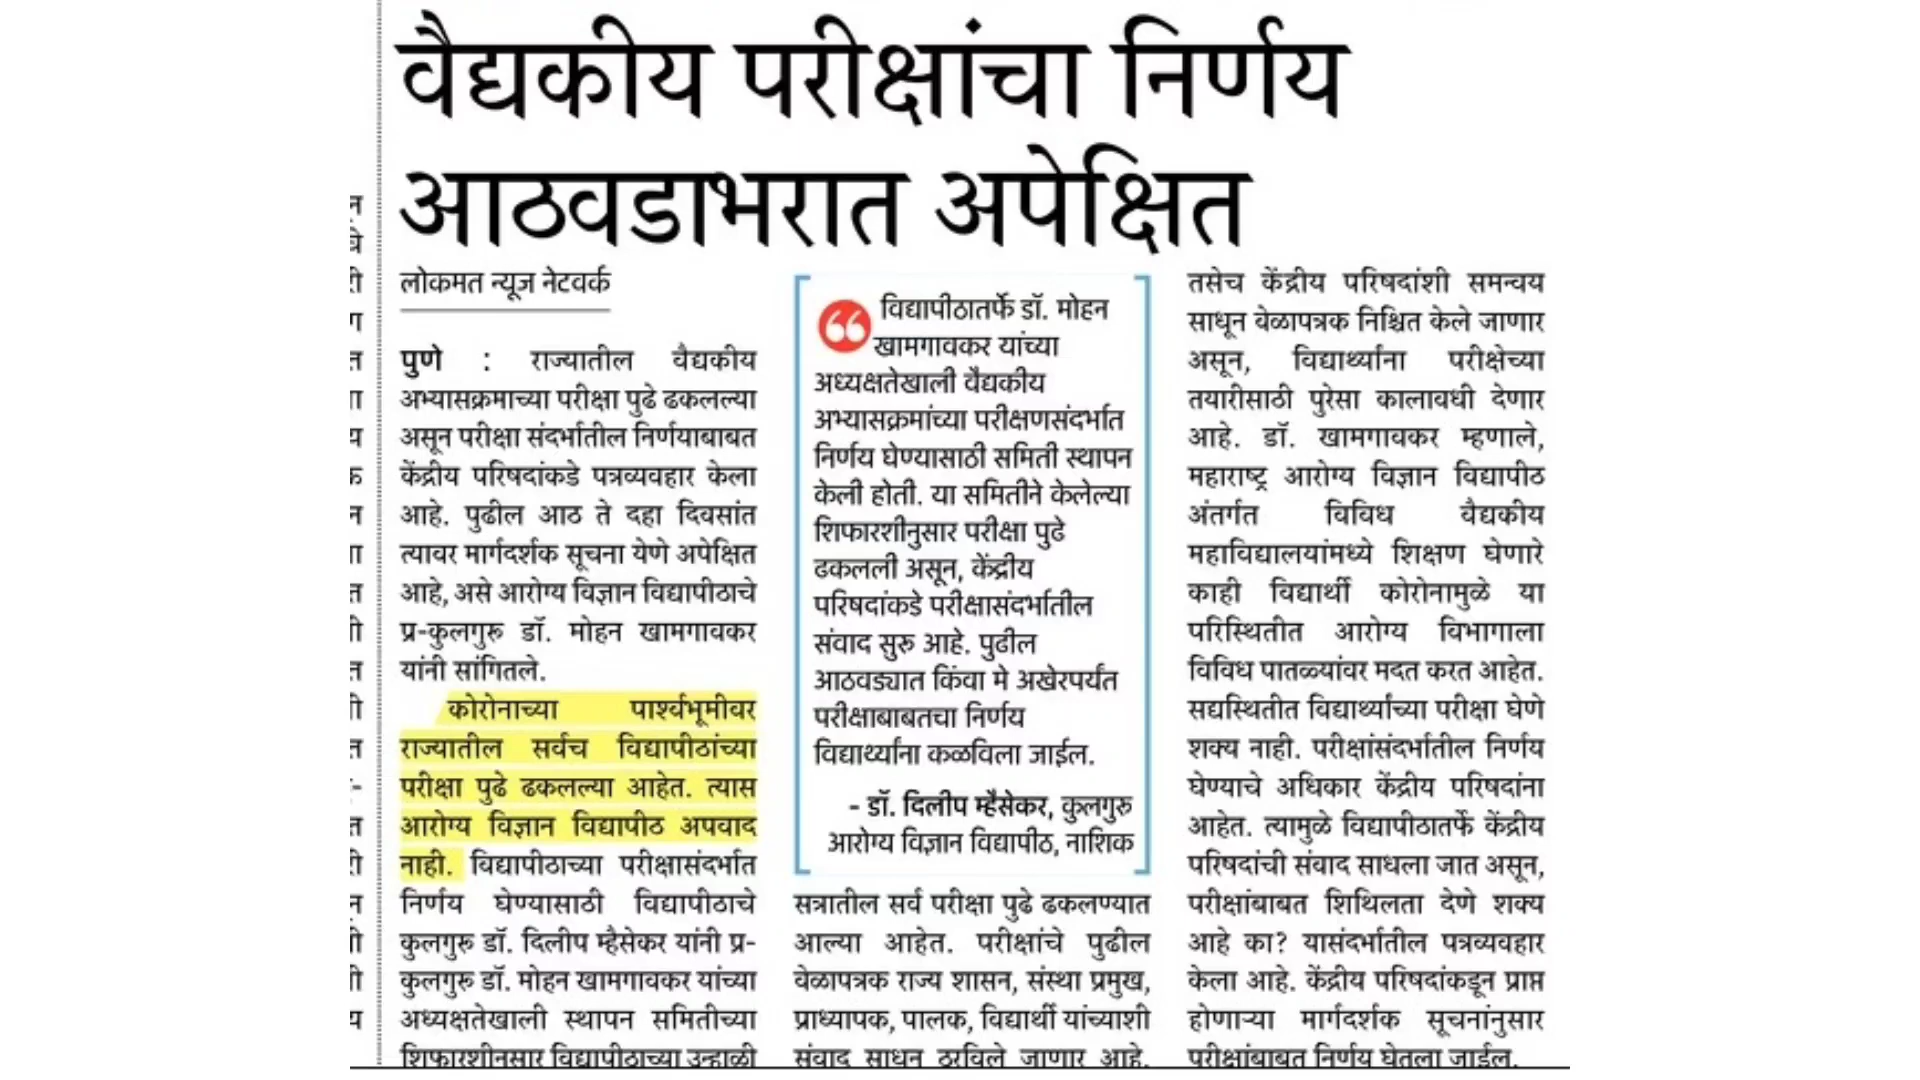 वैद्यकीय परीक्षांचा निर्णय
आठवडाभरात अपेक्षित
लोकमत न्यूज नेटवर्क
पुणे : राज्यातील वैद्यकीय
अभ्यासक्रमाच्या परीक्षा पुढे ढकलल्या
असून परीक्षा संदर्भातील निर्णयाबाबत
केंद्रीय परिषदांकडे पत्रव्यवहार केला
आहे. पुढील आठ ते दहा दिवसांत
त्यावर मार्गदर्शक सूचना येणे अपेक्षित
आहे, असे आरोग्य विज्ञान विद्यापीठाचे
प्र-कुलगुरू डॉ. मोहन खामगावकर
यांनी सांगितले.
कोरोनाच्या पार्श्वभूमीवर
राज्यातील सर्वच विद्यापीठांच्या
परीक्षा पुढे ढकलल्या आहेत. त्यास
आरोग्य विज्ञान विद्यापीठ अपवाद
नाही. विद्यापीठाच्या परीक्षासंदर्भात
निर्णय घेण्यासाठी विद्यापीठाचे
कुलगुरू डॉ. दिलीप म्हैसेकर यांनी प्र-
कुलगुरू डॉ. मोहन खामगावकर यांच्या
अध्यक्षतेखाली स्थापन समितीच्या
शिफारशीनुसार विद्यापीठाच्या उन्हाळी
विद्यापीठातर्फे डॉ. मोहन
खामगावकर यांच्या
अध्यक्षतेखाली वैद्यकीय
अभ्यासक्रमांच्या परीक्षणसंदर्भात
निर्णय घेण्यासाठी समिती स्थापन
केली होती. या समितीने केलेल्या
शिफारशीनुसार परीक्षा पुढे
ढकलली असून, केंद्रीय
परिषदांकडे परीक्षासंदर्भातील
संवाद सुरू आहे. पुढील
आठवड्यात किंवा मे अखेरपर्यंत
परीक्षाबाबतचा निर्णय
विद्यार्थ्यांना कळविला जाईल.
- डॉ. दिलीप म्हैसेकर, कुलगुरू
आरोग्य विज्ञान विद्यापीठ, नाशिक
सत्रातील सर्व परीक्षा पुढे ढकलण्यात
आल्या आहेत. परीक्षांचे पुढील
वेळापत्रक राज्य शासन, संस्था प्रमुख,
प्राध्यापक, पालक, विद्यार्थी यांच्याशी
संवाद साधून ठरविले जाणार आहे.
तसेच केंद्रीय परिषदांशी समन्वय
साधून वेळापत्रक निश्चित केले जाणार
असून, विद्यार्थ्यांना परीक्षेच्या
तयारीसाठी पुरेसा कालावधी देणार
आहे. डॉ. खामगावकर म्हणाले,
महाराष्ट्र आरोग्य विज्ञान विद्यापीठ
अंतर्गत विविध वैद्यकीय
महाविद्यालयांमध्ये शिक्षण घेणारे
काही विद्यार्थी कोरोनामुळे या
परिस्थितीत आरोग्य विभागाला
विविध पातळ्यांवर मदत करत आहेत.
सद्यस्थितीत विद्यार्थ्यांच्या परीक्षा घेणे
शक्य नाही. परीक्षांसंदर्भातील निर्णय
घेण्याचे अधिकार केंद्रीय परिषदांना
आहेत. त्यामुळे विद्यापीठातर्फे केंद्रीय
परिषदांची संवाद साधला जात असून,
परीक्षांबाबत शिथिलता देणे शक्य
आहे का? यासंदर्भातील पत्रव्यवहार
केला आहे. केंद्रीय परिषदांकडून प्राप्त
होणाऱ्या मार्गदर्शक सूचनांनुसार
परीक्षांबाबत निर्णय घेतला जाईल.